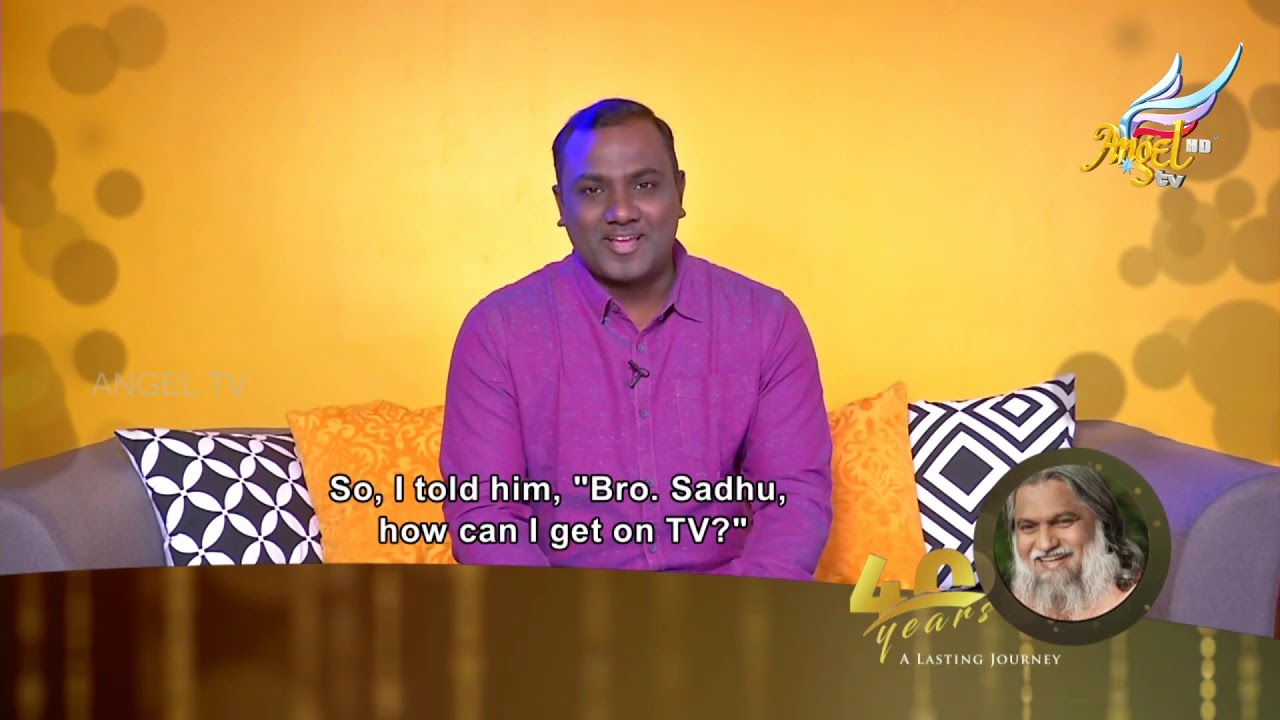 Angel HD
tv
ANGEL TV
So, I told him, "Bro. Sadhu,
how can I get on TV?"
40
years
A LASTING JOURNEY